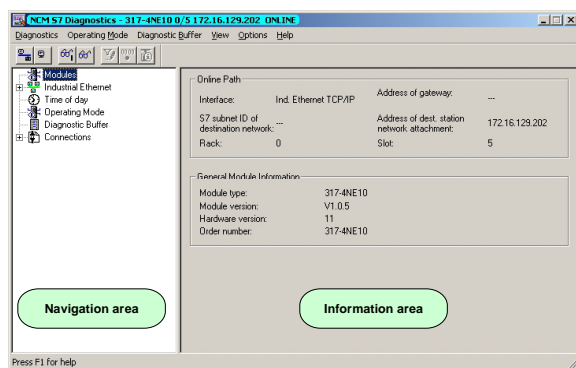 NCM S7 Diagnostics - 317-4NE10 0/5 172.16.129.202 ONLINE
Diagnostics Operating Mode Diagnostic Buffer View Options Help
Modules
Industrial Ethernet
Time of day
Operating Mode
Diagnostic Buffer
Connections
Navigation area
Online Path
Interface: Ind. Ethernet TCP/IP Address of gateway: ---
S7 subnet ID of
destination network: ---
Address of dest. station
network attachment: 172.16.129.202
Rack: 0 Slot: 5
General Module Information
Module type: 317-4NE10
Module version: V1.0.5
Hardware version: 11
Order number: 317-4NE10
Information area
Press F1 for help